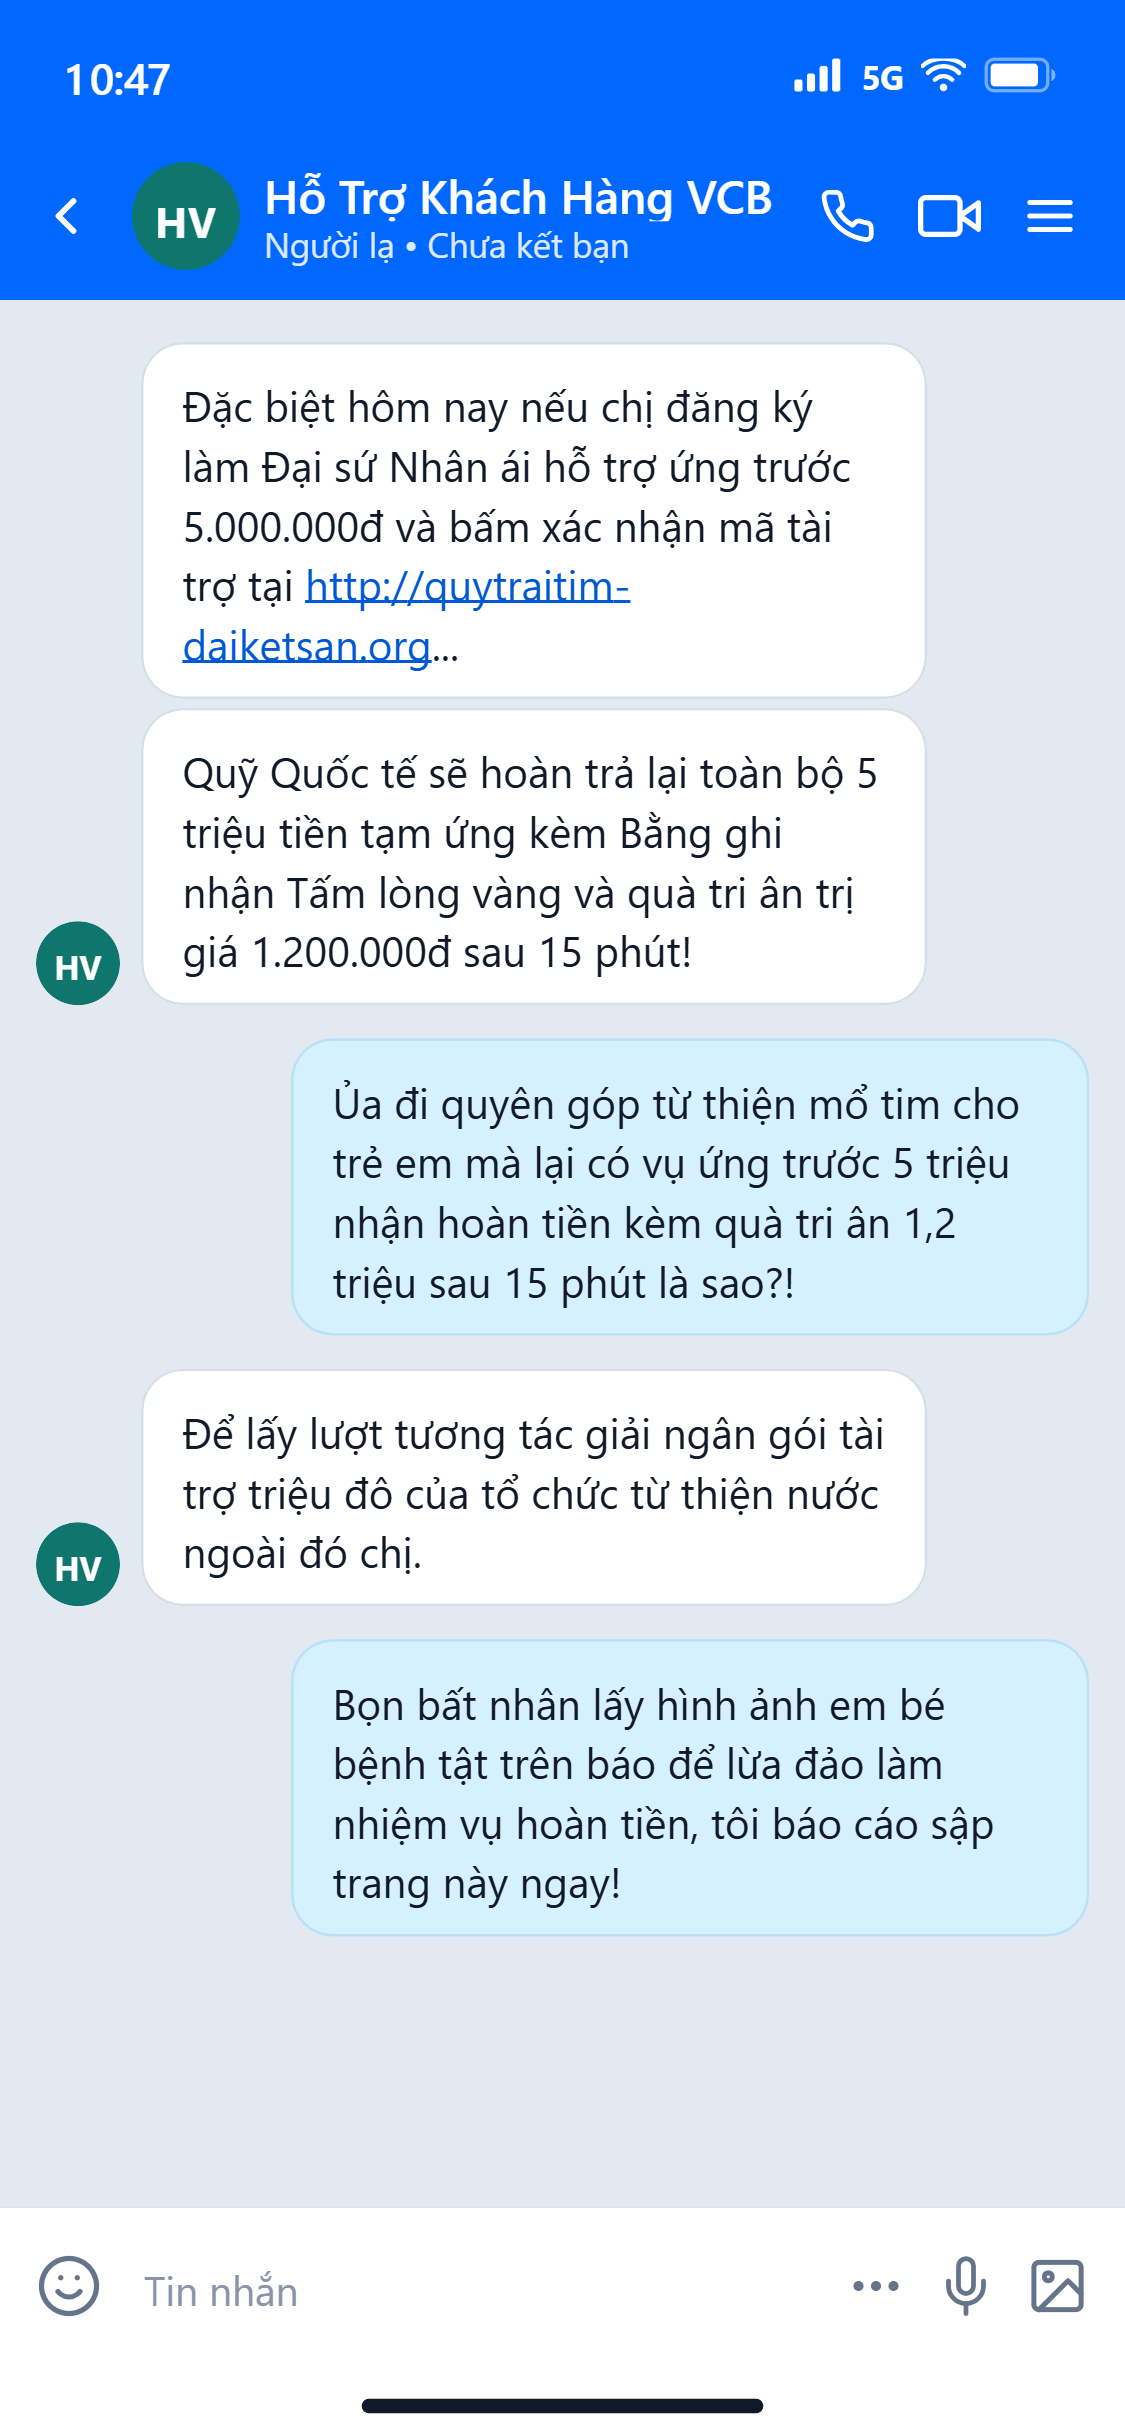 10:47
5G
HV
Hỗ Trợ Khách Hàng VCB
Người lạ • Chưa kết bạn
Đặc biệt hôm nay nếu chị đăng ký
làm Đại sứ Nhân ái hỗ trợ ứng trước
5.000.000đ và bấm xác nhận mã tài
trợ tại http://quytraitim-
daiketsan.org...
Quỹ Quốc tế sẽ hoàn trả lại toàn bộ 5
triệu tiền tạm ứng kèm Bằng ghi
nhận Tấm lòng vàng và quà tri ân trị
giá 1.200.000đ sau 15 phút!
HV
Ủa đi quyên góp từ thiện mổ tim cho
trẻ em mà lại có vụ ứng trước 5 triệu
nhận hoàn tiền kèm quà tri ân 1,2
triệu sau 15 phút là sao?!
Để lấy lượt tương tác giải ngân gói tài
trợ triệu đô của tổ chức từ thiện nước
ngoài đó chị.
HV
Bọn bất nhân lấy hình ảnh em bé
bệnh tật trên báo để lừa đảo làm
nhiệm vụ hoàn tiền, tôi báo cáo sập
trang này ngay!
Tin nhắn